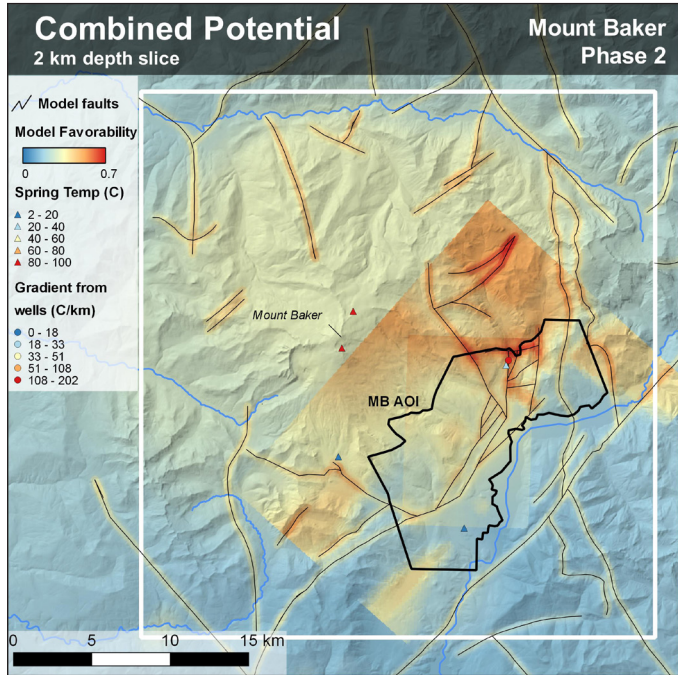 Combined Potential
2 km depth slice
Mount Baker
Phase 2
Model faults
Model Favorability
0 0.7
Spring Temp (C)
2 - 20
20 - 40
40 - 60
60 - 80
80 - 100
Gradient from
wells (C/km)
0 - 18
18 - 33
33 - 51
51 - 108
108 - 202
Mount Baker
MB AOI
0 5 10 15 km